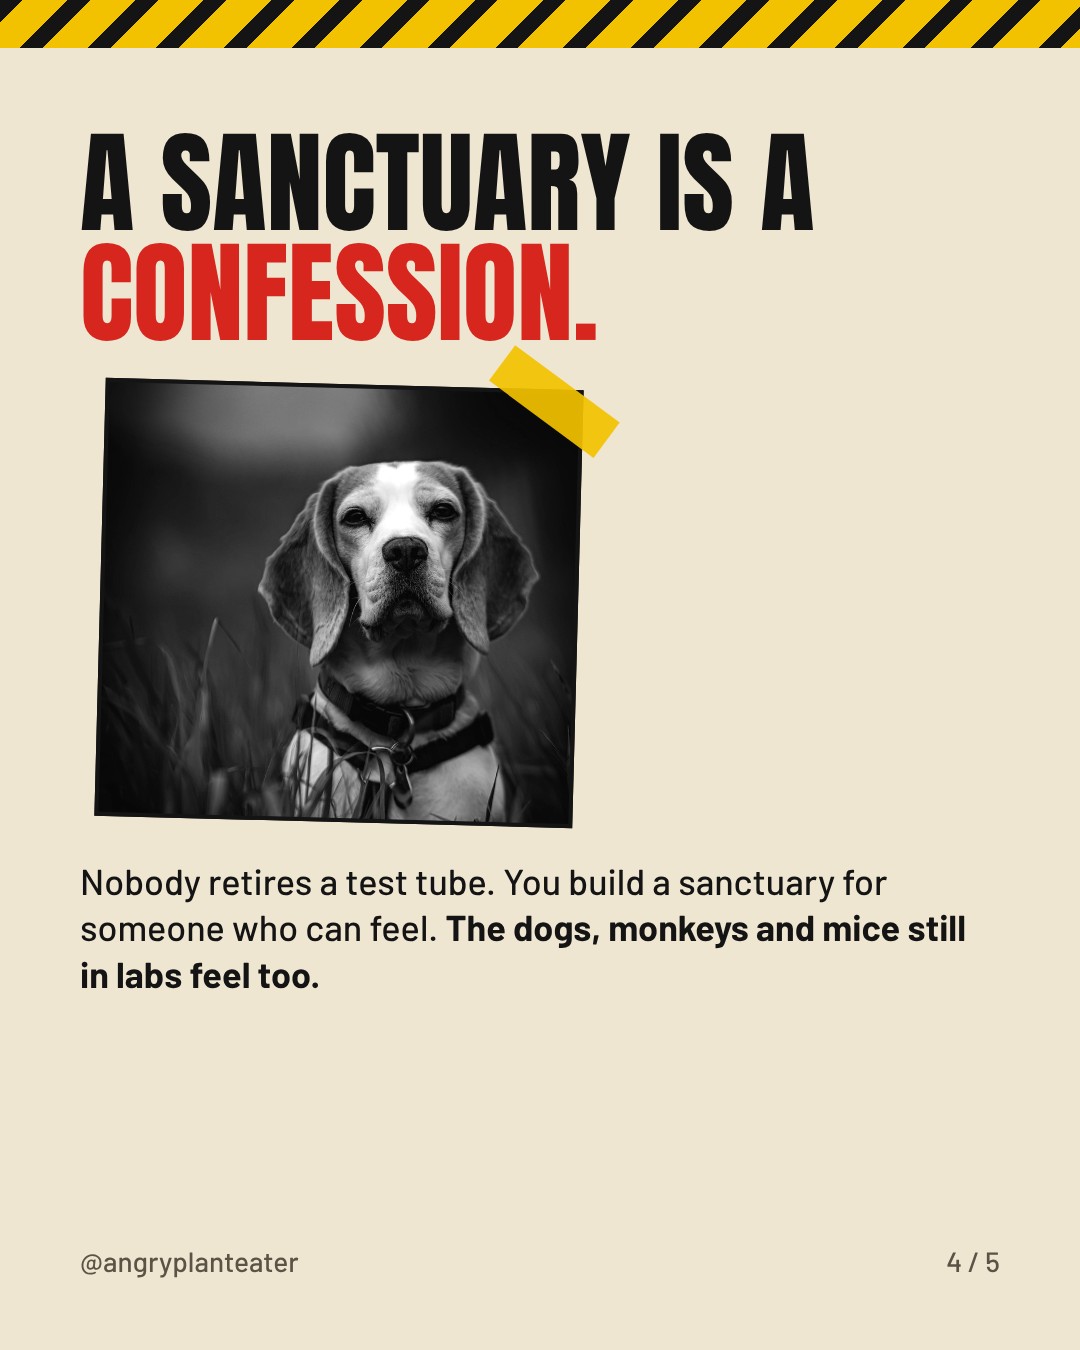 A SANCTUARY IS A
CONFESSION.
Nobody retires a test tube. You build a sanctuary for
someone who can feel. The dogs, monkeys and mice still
in labs feel too.
@angryplanteater
4 / 5